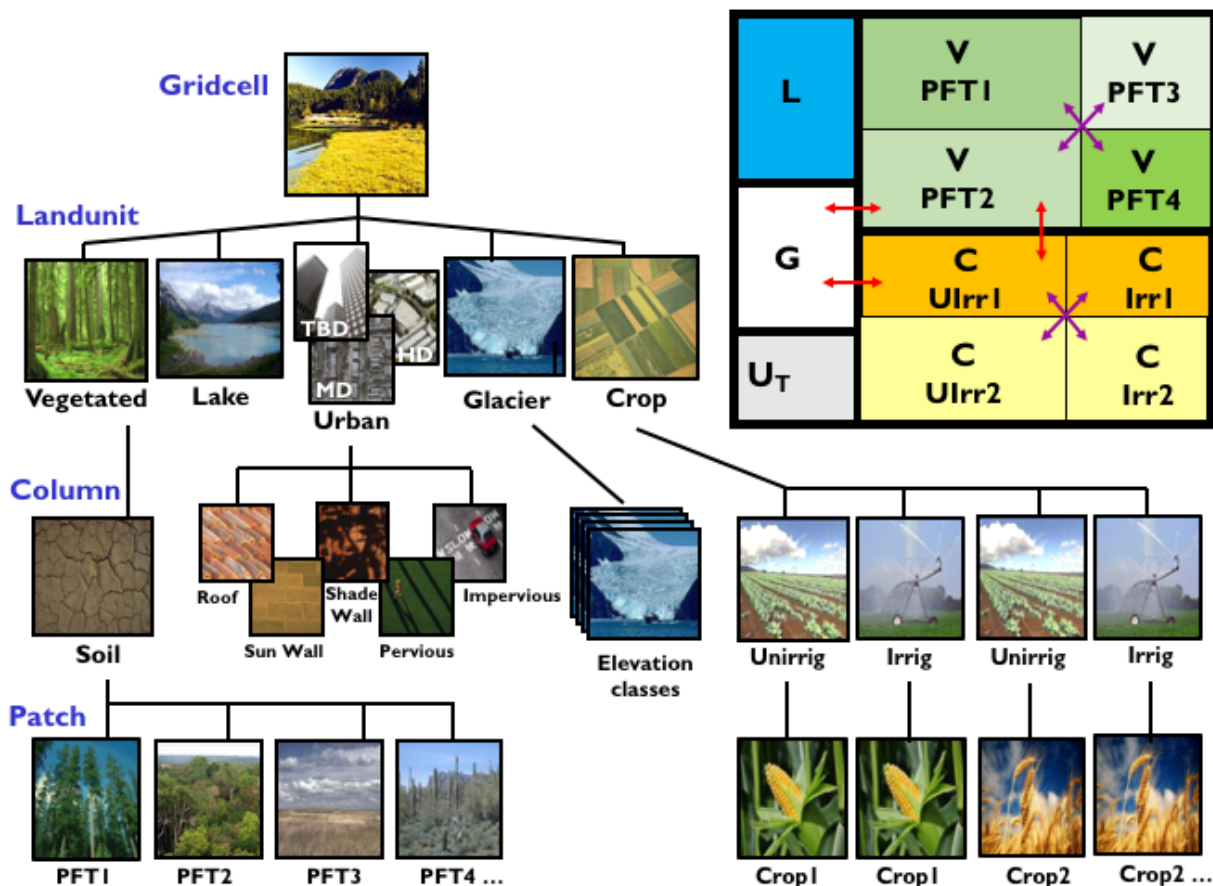 Gridcell
Landunit
TBD
HD
MD
Vegetated
Lake
Urban
Glacier
Crop
Column
Soil
Roof
Sun Wall
Shade
Wall
Pervious
Impervious
SLOW
Elevation
classes
Unirrig
Irrig
Unirrig
Irrig
Patch
PFT1
PFT2
PFT3
PFT4 ...
Crop1
Crop1
Crop2
Crop2 ...
L
G
UT
V
PFT1
V
PFT3
V
PFT2
V
PFT4
C
UIrr1
C
Irr1
C
UIrr2
C
Irr2